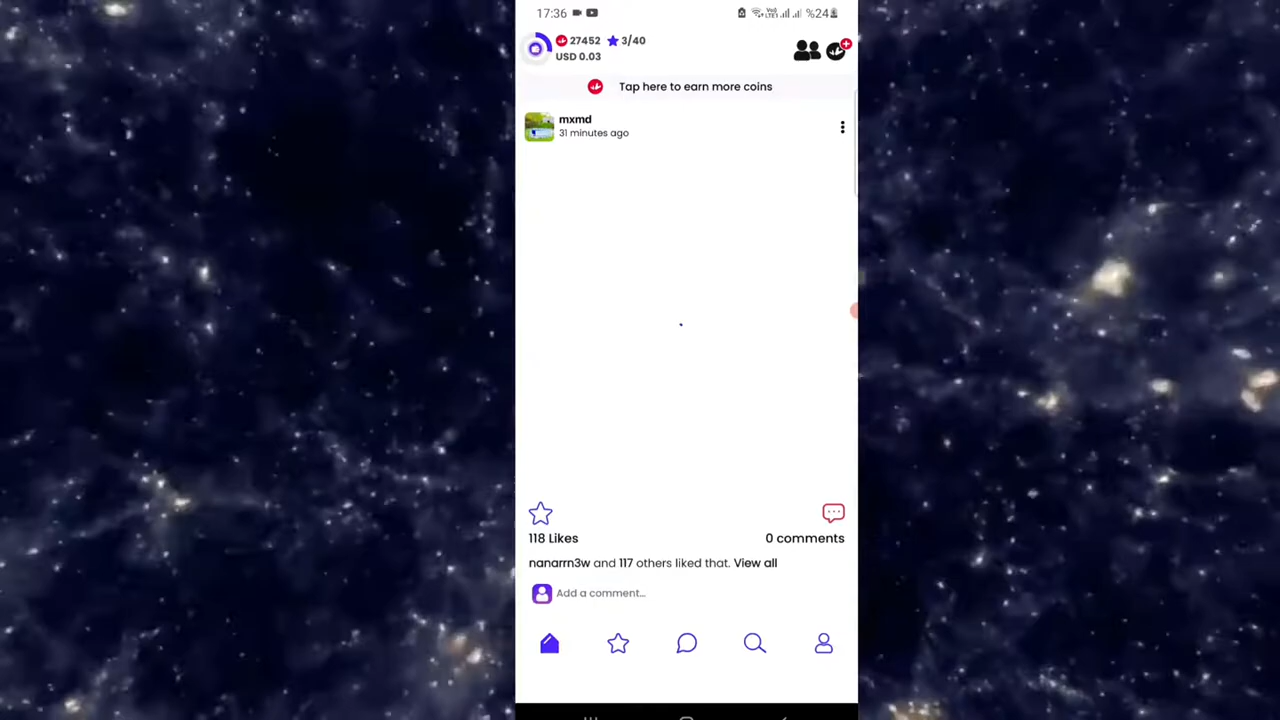 17:36
%24
27452 3/40
USD 0.03
Tap here to earn more coins
mxmd
31 minutes ago
118 Likes
0 comments
nanarrn3w and 117 others liked that. View all
Add a comment...